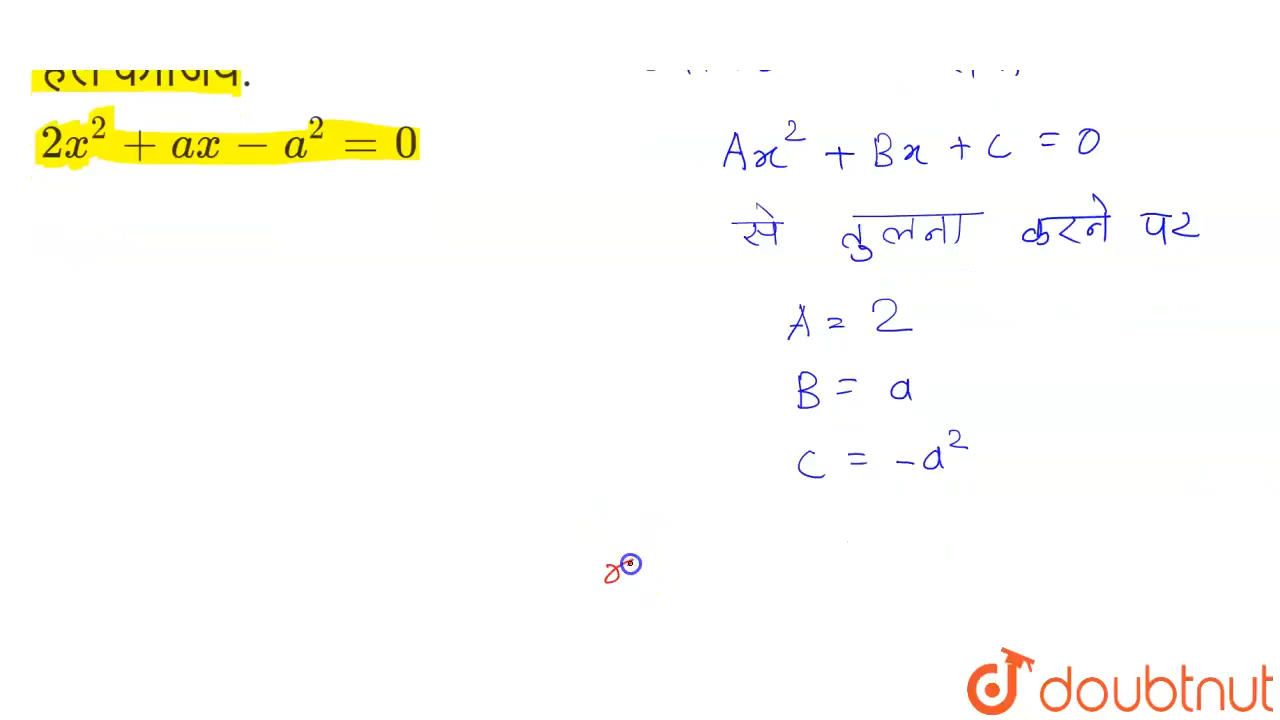 2x² + ax − a² = 0
Ax² + Bx + C = 0
से तुलना करने पर
A = 2
B = a
C = -a²
doubtnut